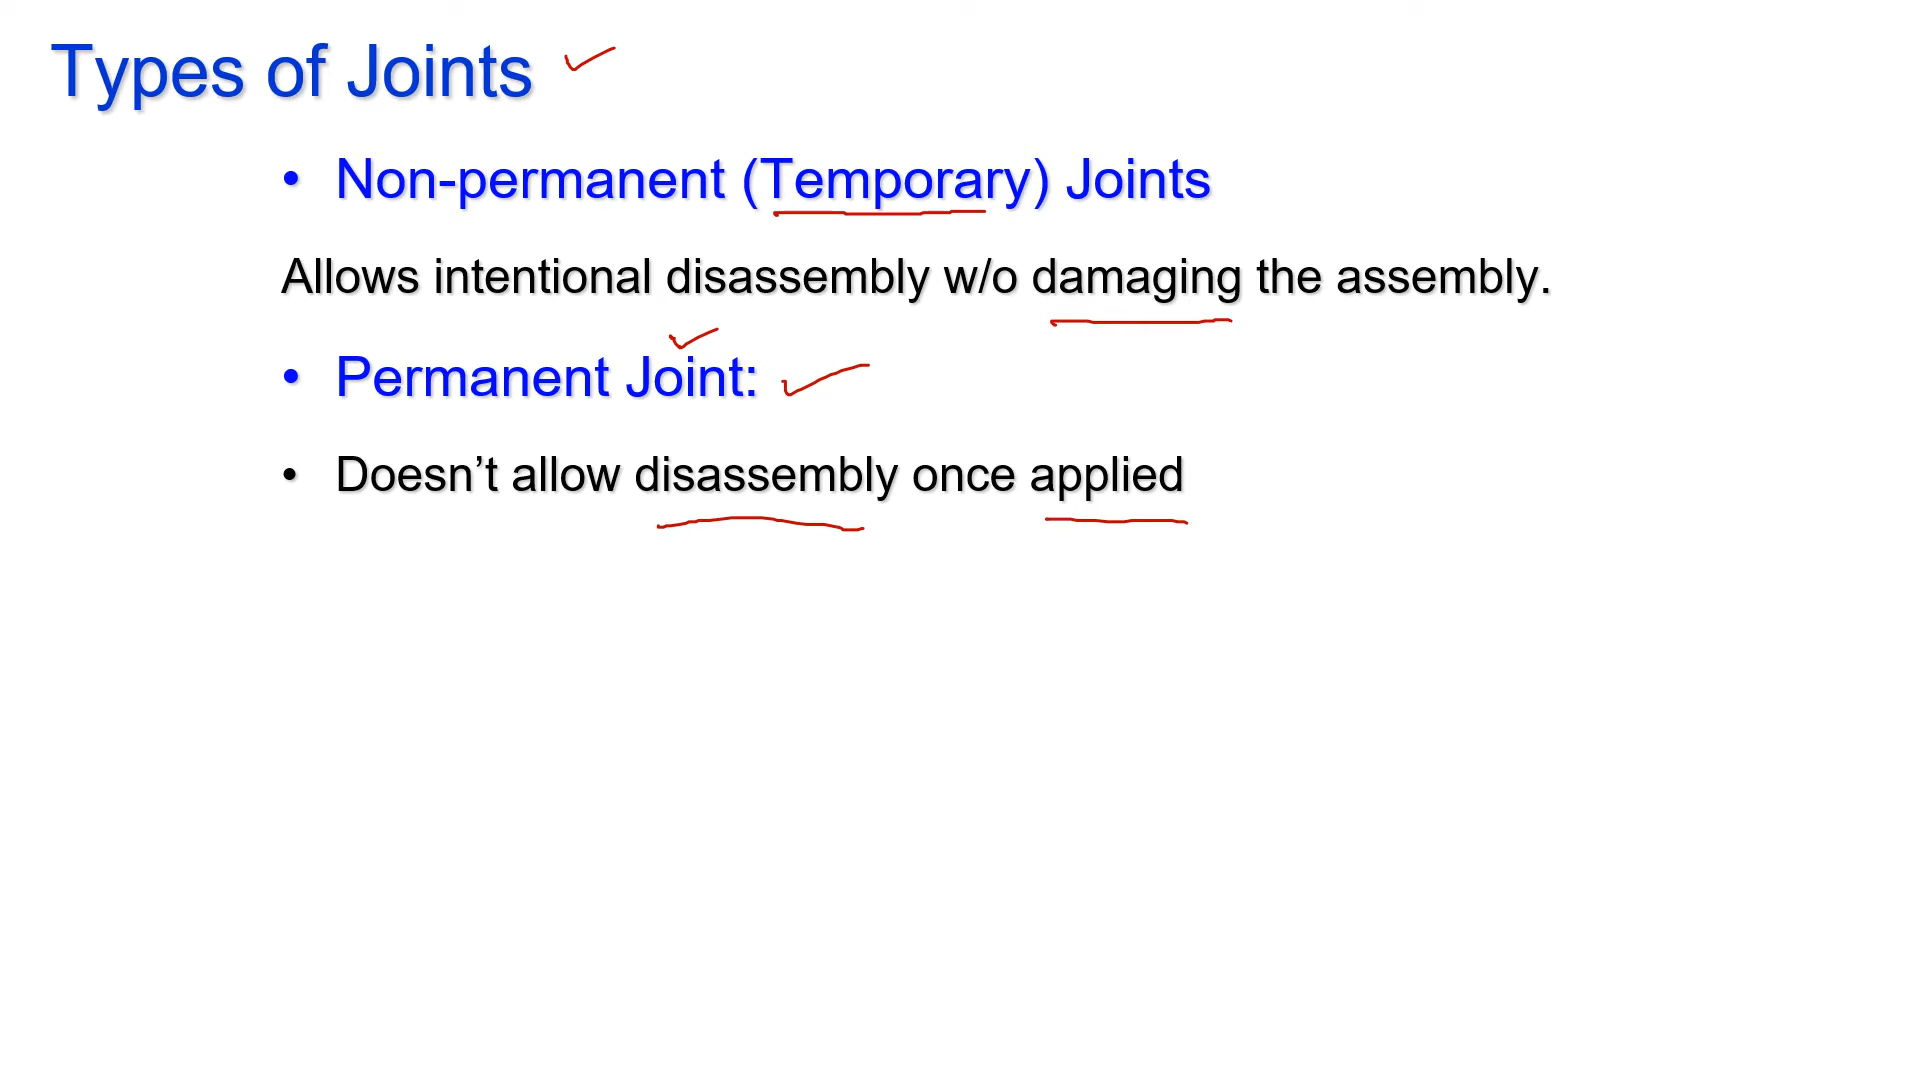 Types of Joints
• Non-permanent (Temporary) Joints
Allows intentional disassembly w/o damaging the assembly.
• Permanent Joint:
• Doesn’t allow disassembly once applied